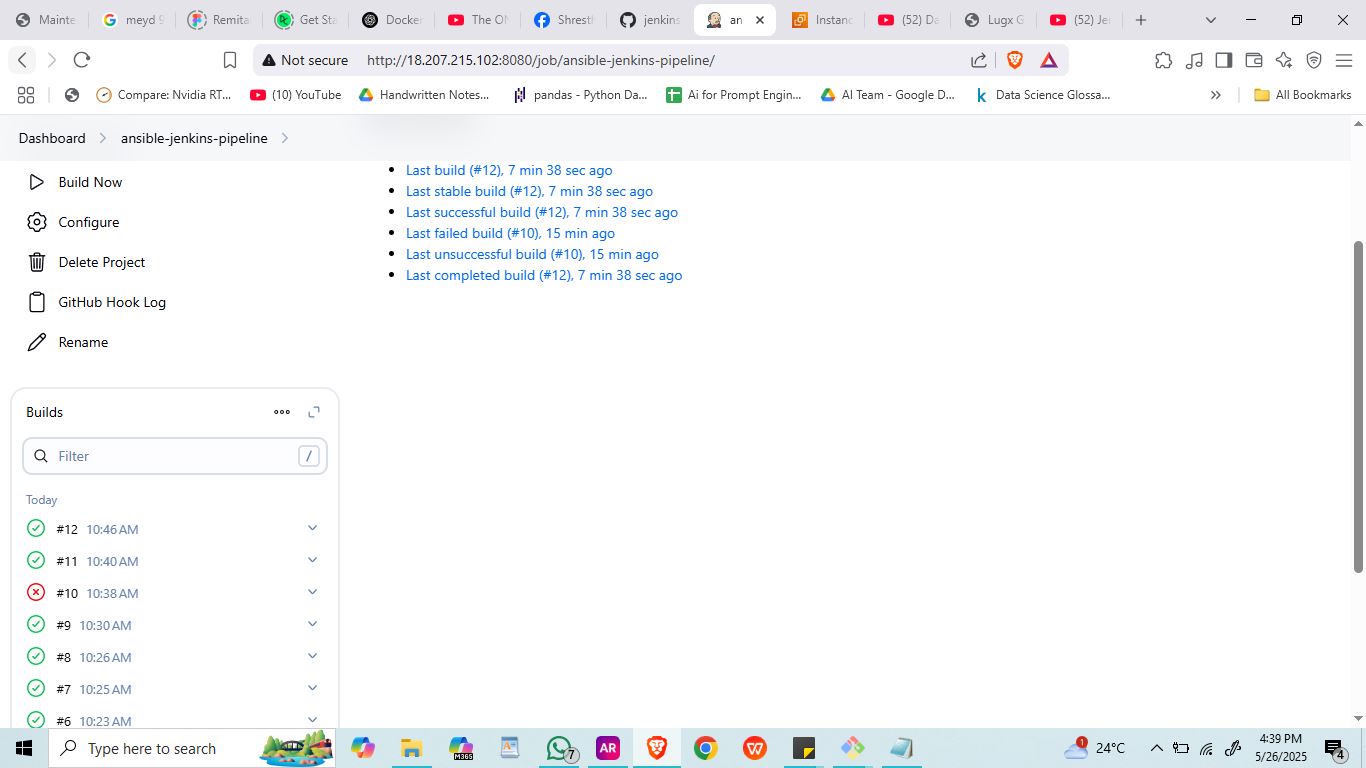 Mainte
meyd 9
Remita
Get Sta
Docker
The ON
Shresth
jenkins
an
Instanc
(52) Da
Lugx G
(52) Je
Not secure http://18.207.215.102:8080/job/ansible-jenkins-pipeline/
Compare: Nvidia RT...
(10) YouTube
Handwritten Notes...
pandas - Python Da...
Ai for Prompt Engin...
AI Team - Google D...
Data Science Glossa...
All Bookmarks
Dashboard
ansible-jenkins-pipeline
Build Now
Configure
Delete Project
GitHub Hook Log
Rename
Last build (#12), 7 min 38 sec ago
Last stable build (#12), 7 min 38 sec ago
Last successful build (#12), 7 min 38 sec ago
Last failed build (#10), 15 min ago
Last unsuccessful build (#10), 15 min ago
Last completed build (#12), 7 min 38 sec ago
Builds
Filter /
Today
#12 10:46 AM
#11 10:40 AM
#10 10:38 AM
#9 10:30 AM
#8 10:26 AM
#7 10:25 AM
#6 10:23 AM
Type here to search
M365
7
AR
1
24°C
4:39 PM
5/26/2025
4